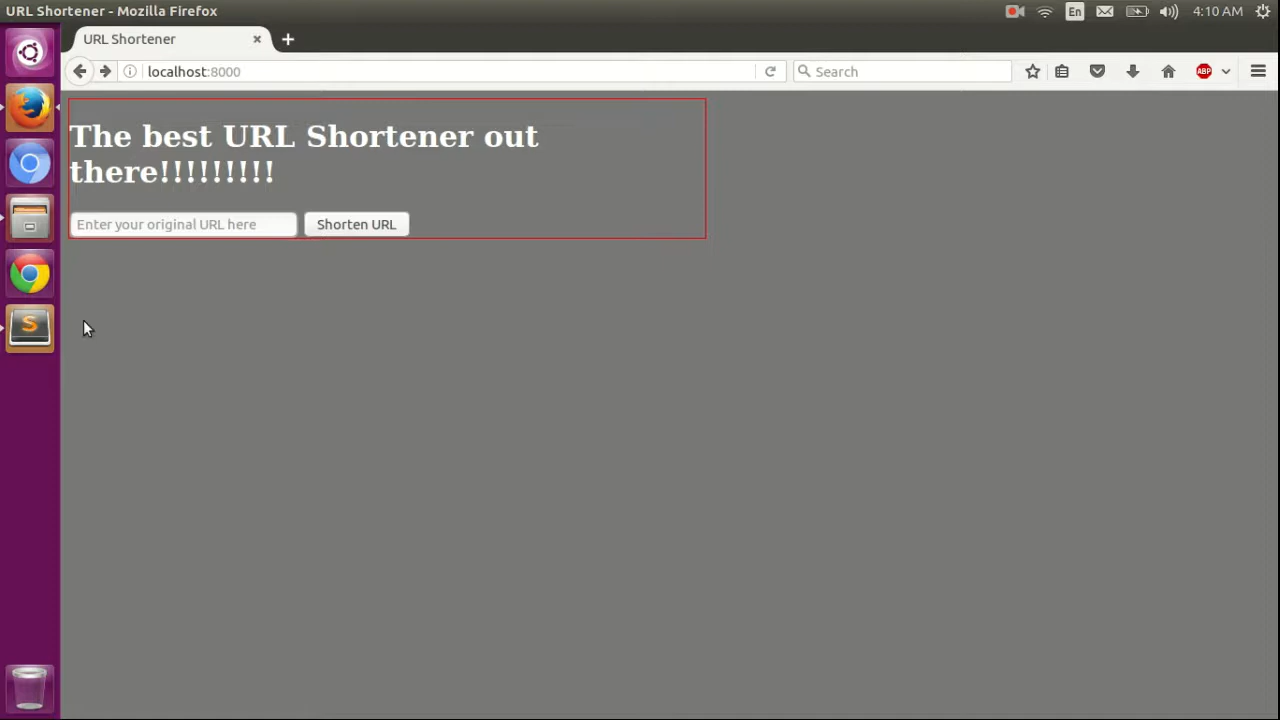 URL Shortener - Mozilla Firefox
En
4:10 AM
URL Shortener
localhost:8000
Search
ABP
The best URL Shortener out
there!!!!!!!!!
Enter your original URL here
Shorten URL
S